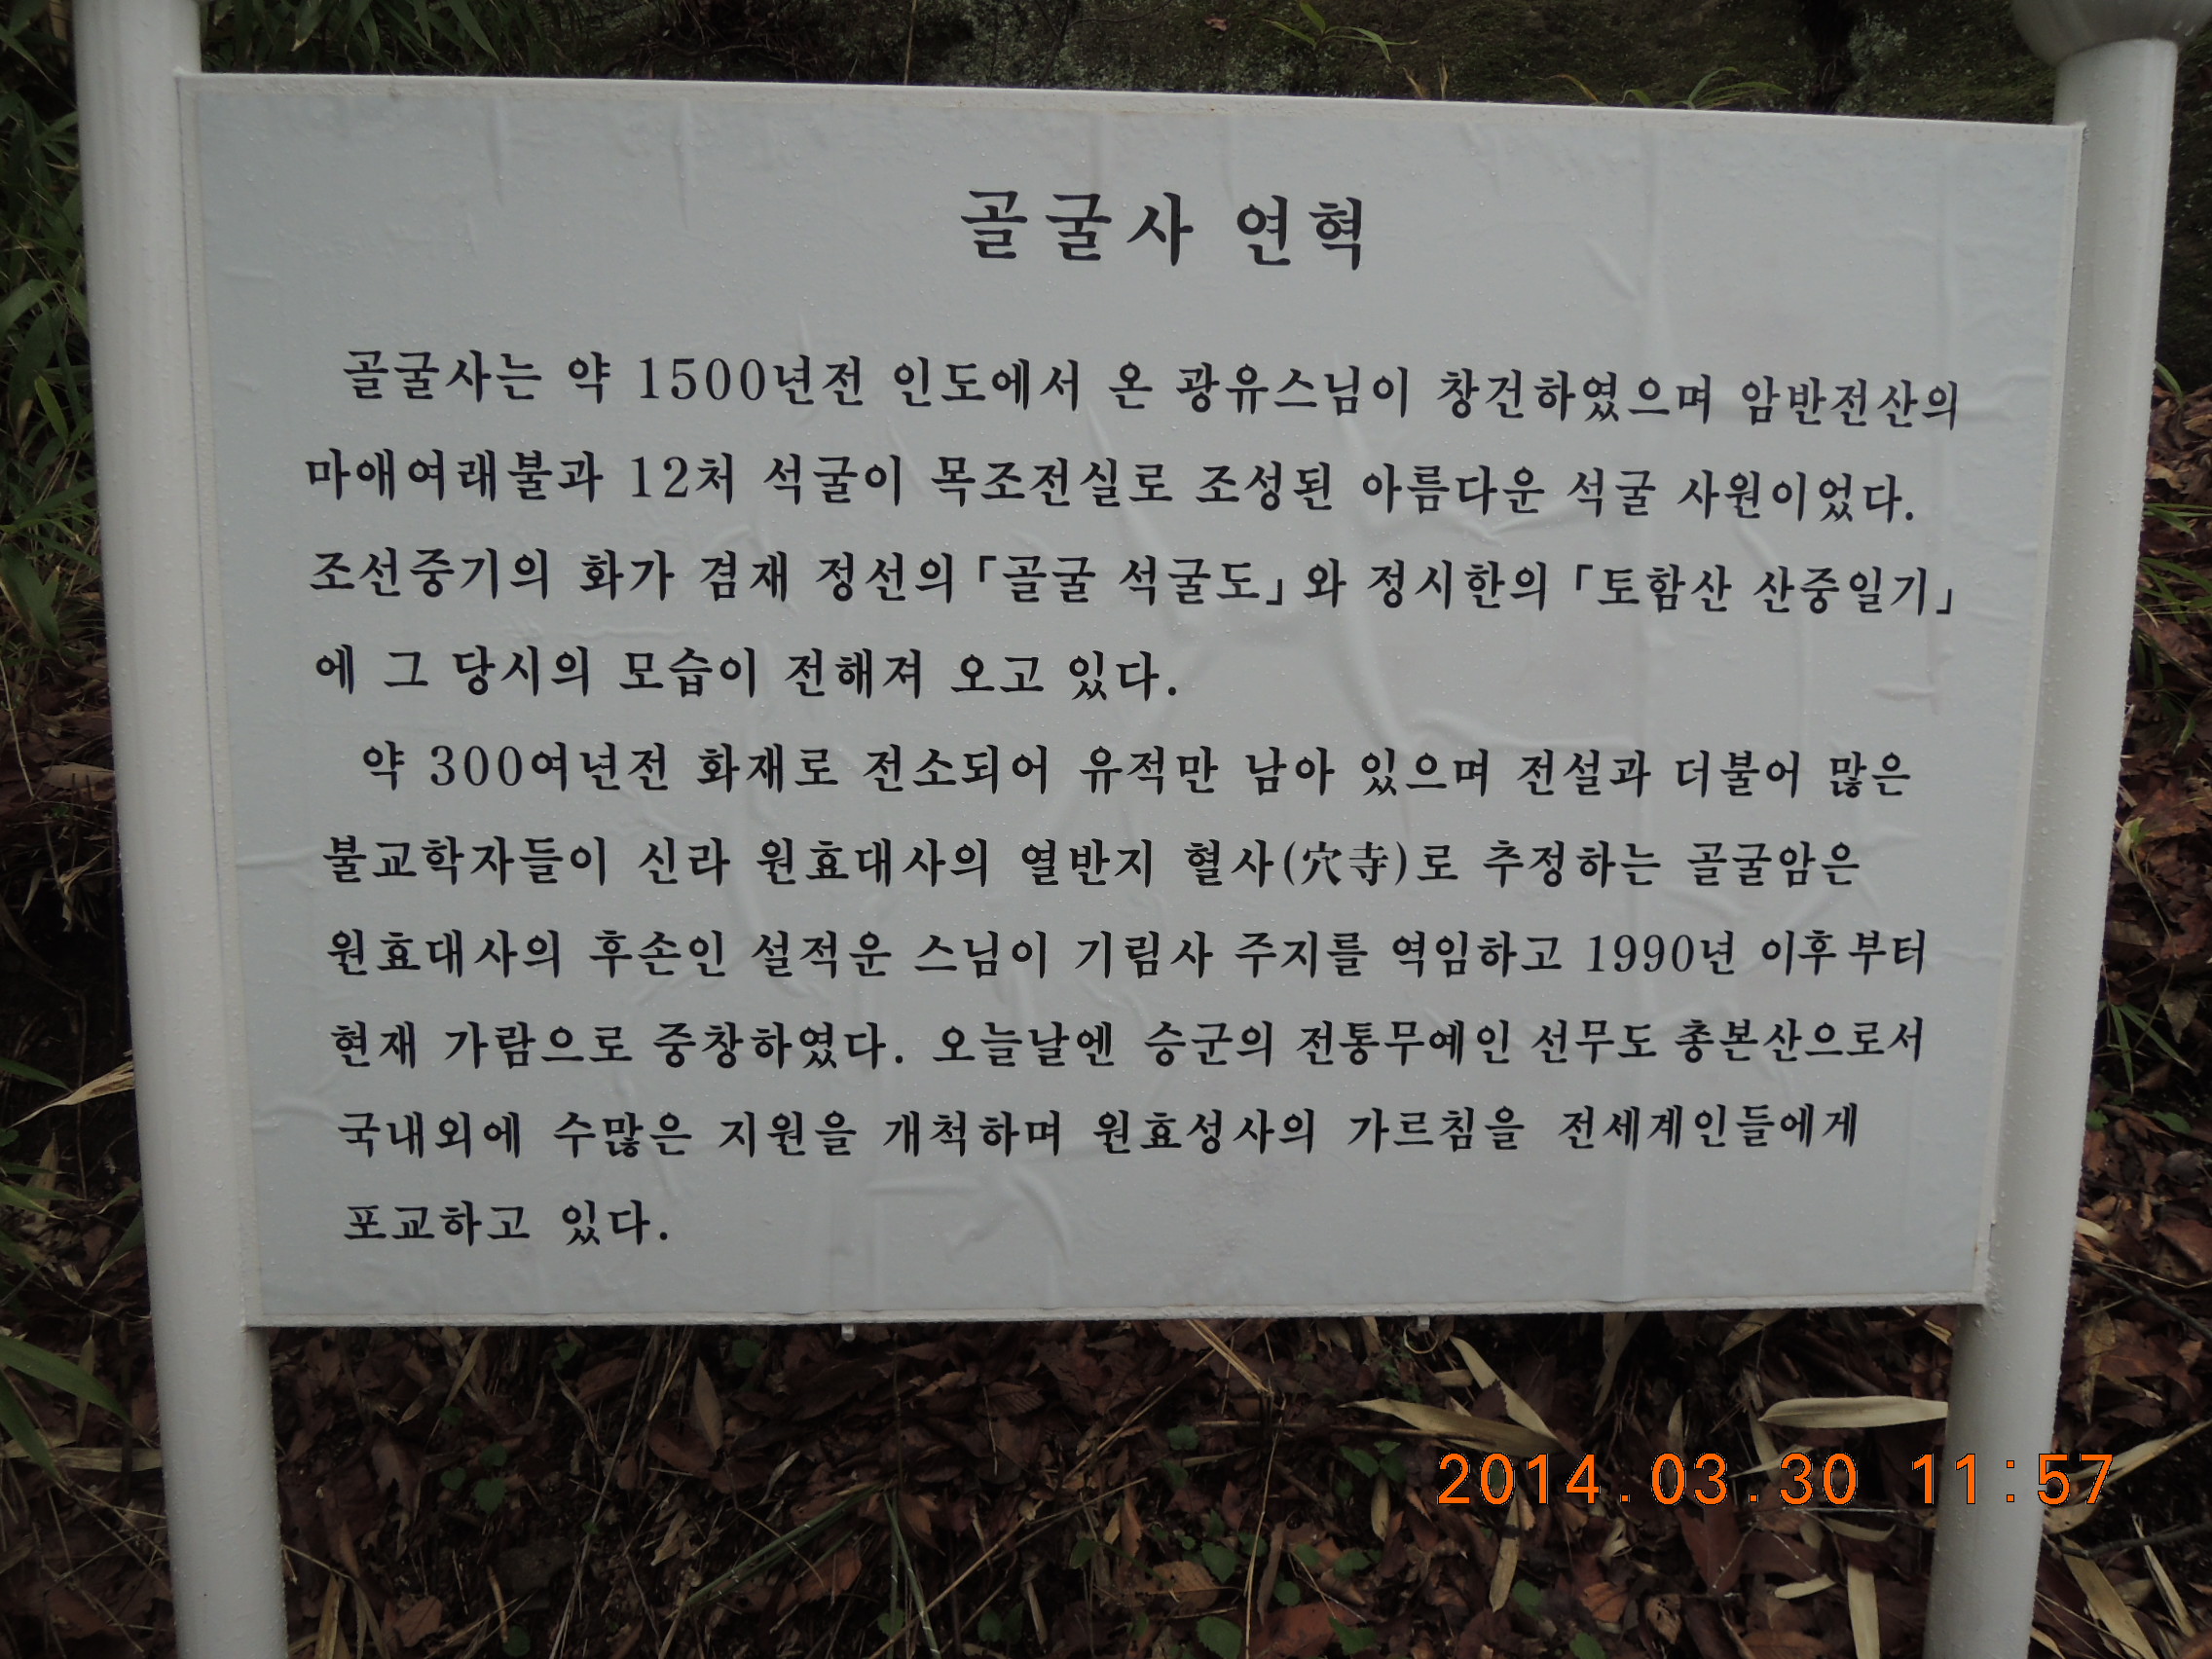 골굴사 연혁
골굴사는 약 1500년전 인도에서 온 광유스님이 창건하였으며 암반전산의
마애여래불과 12처 석굴이 목조전실로 조성된 아름다운 석굴 사원이었다.
조선중기의 화가 겸재 정선의 「골굴 석굴도」와 정시한의 「토함산 산중일기」
에 그 당시의 모습이 전해져 오고 있다.
약 300여년전 화재로 전소되어 유적만 남아 있으며 전설과 더불어 많은
불교학자들이 신라 원효대사의 열반지 혈사(穴寺)로 추정하는 골굴암은
원효대사의 후손인 설적운 스님이 기림사 주지를 역임하고 1990년 이후부터
현재 가람으로 중창하였다. 오늘날엔 승군의 전통무예인 선무도 총본산으로서
국내외에 수많은 지원을 개척하며 원효성사의 가르침을 전세계인들에게
포교하고 있다.
2014.03.30 11:57